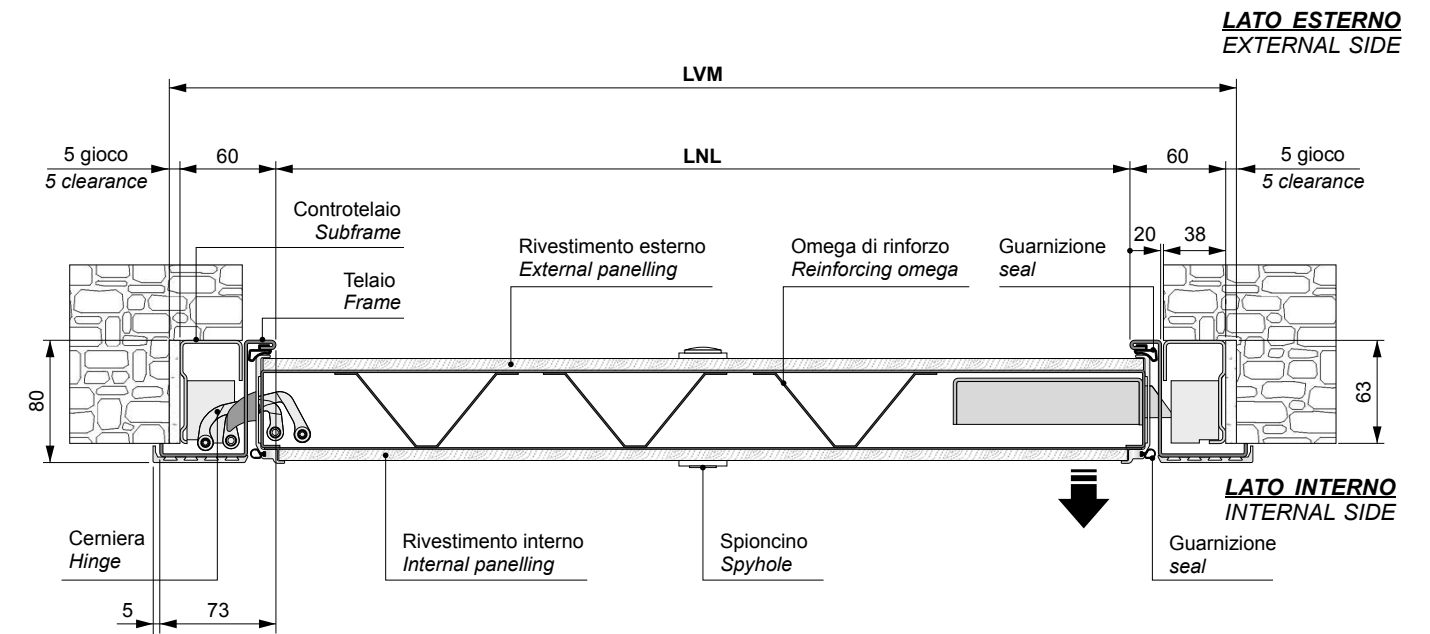 LATO ESTERNO
EXTERNAL SIDE
LVM
5 gioco
5 clearance
60
LNL
60
5 gioco
5 clearance
Controtelaio
Subframe
Telaio
Frame
Rivestimento esterno
External panelling
Omega di rinforzo
Reinforcing omega
Guarnizione
seal
20
38
80
63
LATO INTERNO
INTERNAL SIDE
Cerniera
Hinge
Rivestimento interno
Internal panelling
Spioncino
Spyhole
Guarnizione
seal
5
73